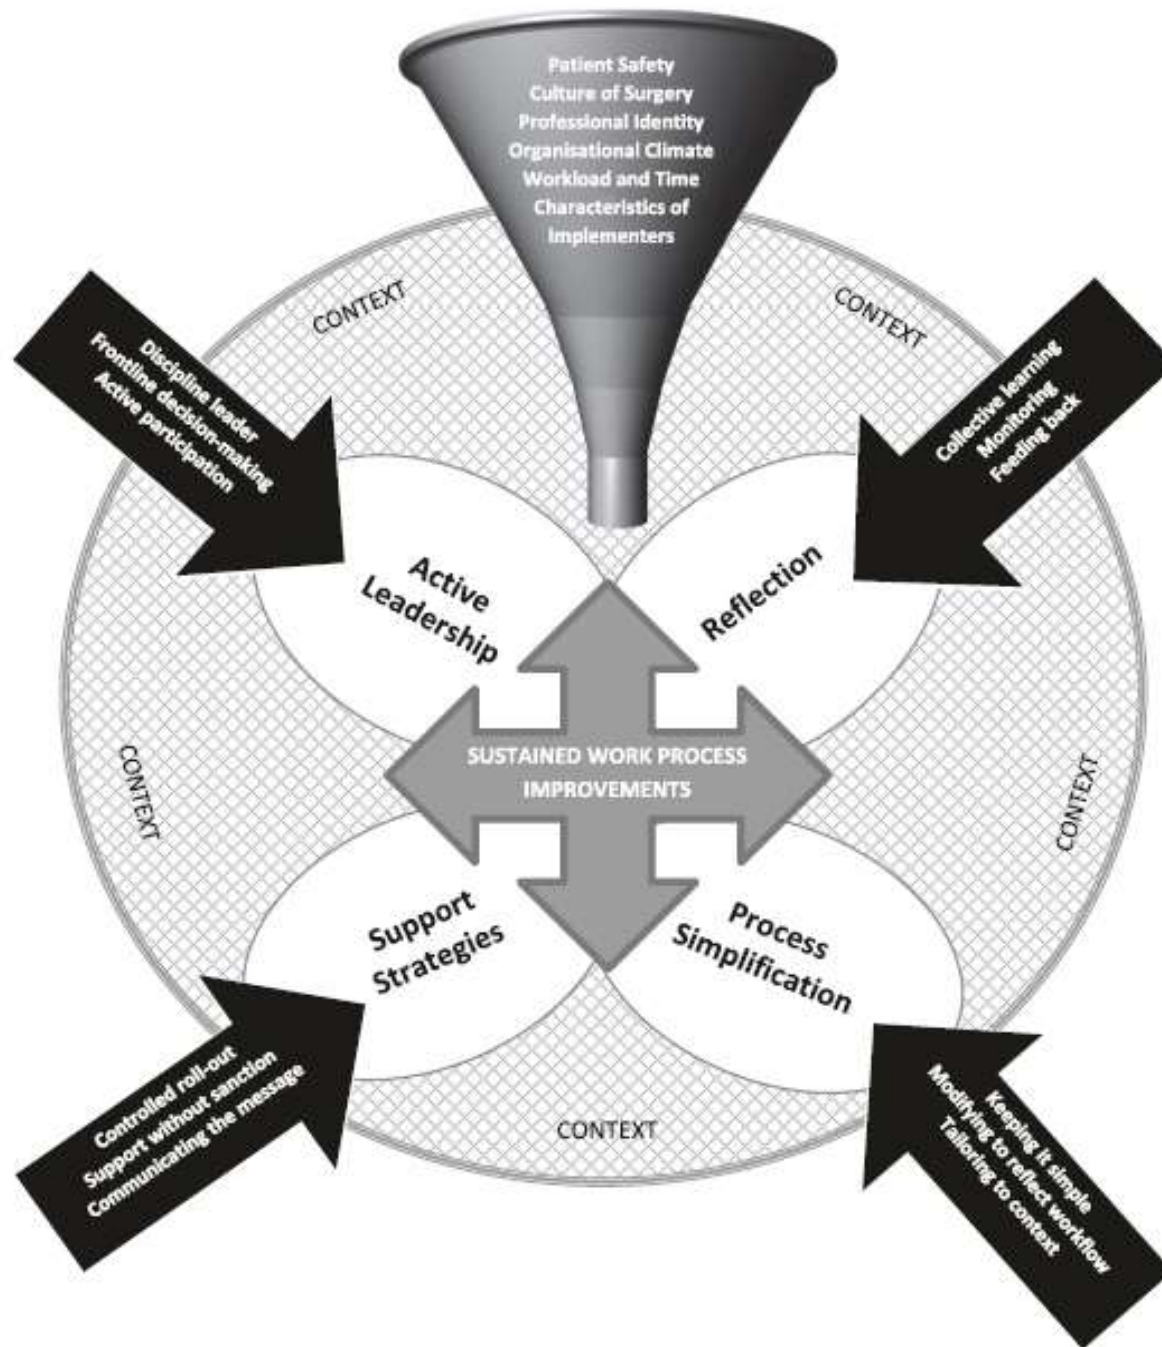 Patient Safety
Culture of Surgery
Professional Identity
Organisational Climate
Workload and Time
Characteristics of
Implementers
CONTEXT
CONTEXT
Discipline leader
Frontline decision-making
Active participation
Collective learning
Monitoring
Feeding back
Active
Leadership
Reflection
CONTEXT
SUSTAINED WORK PROCESS
IMPROVEMENTS
CONTEXT
Support
Strategies
Process
Simplification
Controlled roll-out
Support without sanction
Communicating the message
CONTEXT
Keeping it simple
Modifying to reflect workflow
Tailoring to context